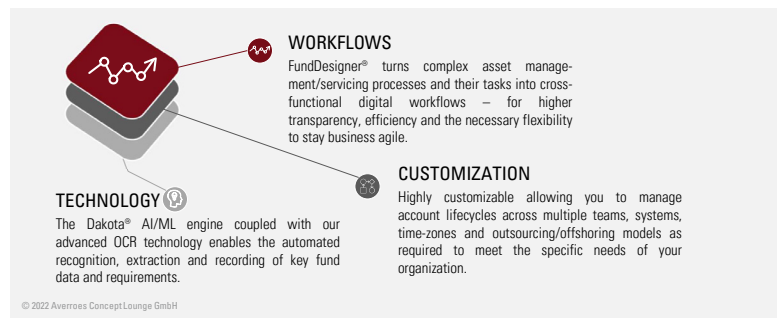 WORKFLOWS
FundDesigner® turns complex asset manage-
ment/servicing processes and their tasks into cross-
functional digital workflows – for higher
transparency, efficiency and the necessary flexibility
to stay business agile.
CUSTOMIZATION
Highly customizable allowing you to manage
account lifecycles across multiple teams, systems,
time-zones and outsourcing/offshoring models as
required to meet the specific needs of your
organization.
TECHNOLOGY
The Dakota® AI/ML engine coupled with our
advanced OCR technology enables the automated
recognition, extraction and recording of key fund
data and requirements.
© 2022 Averroes Concept Lounge GmbH